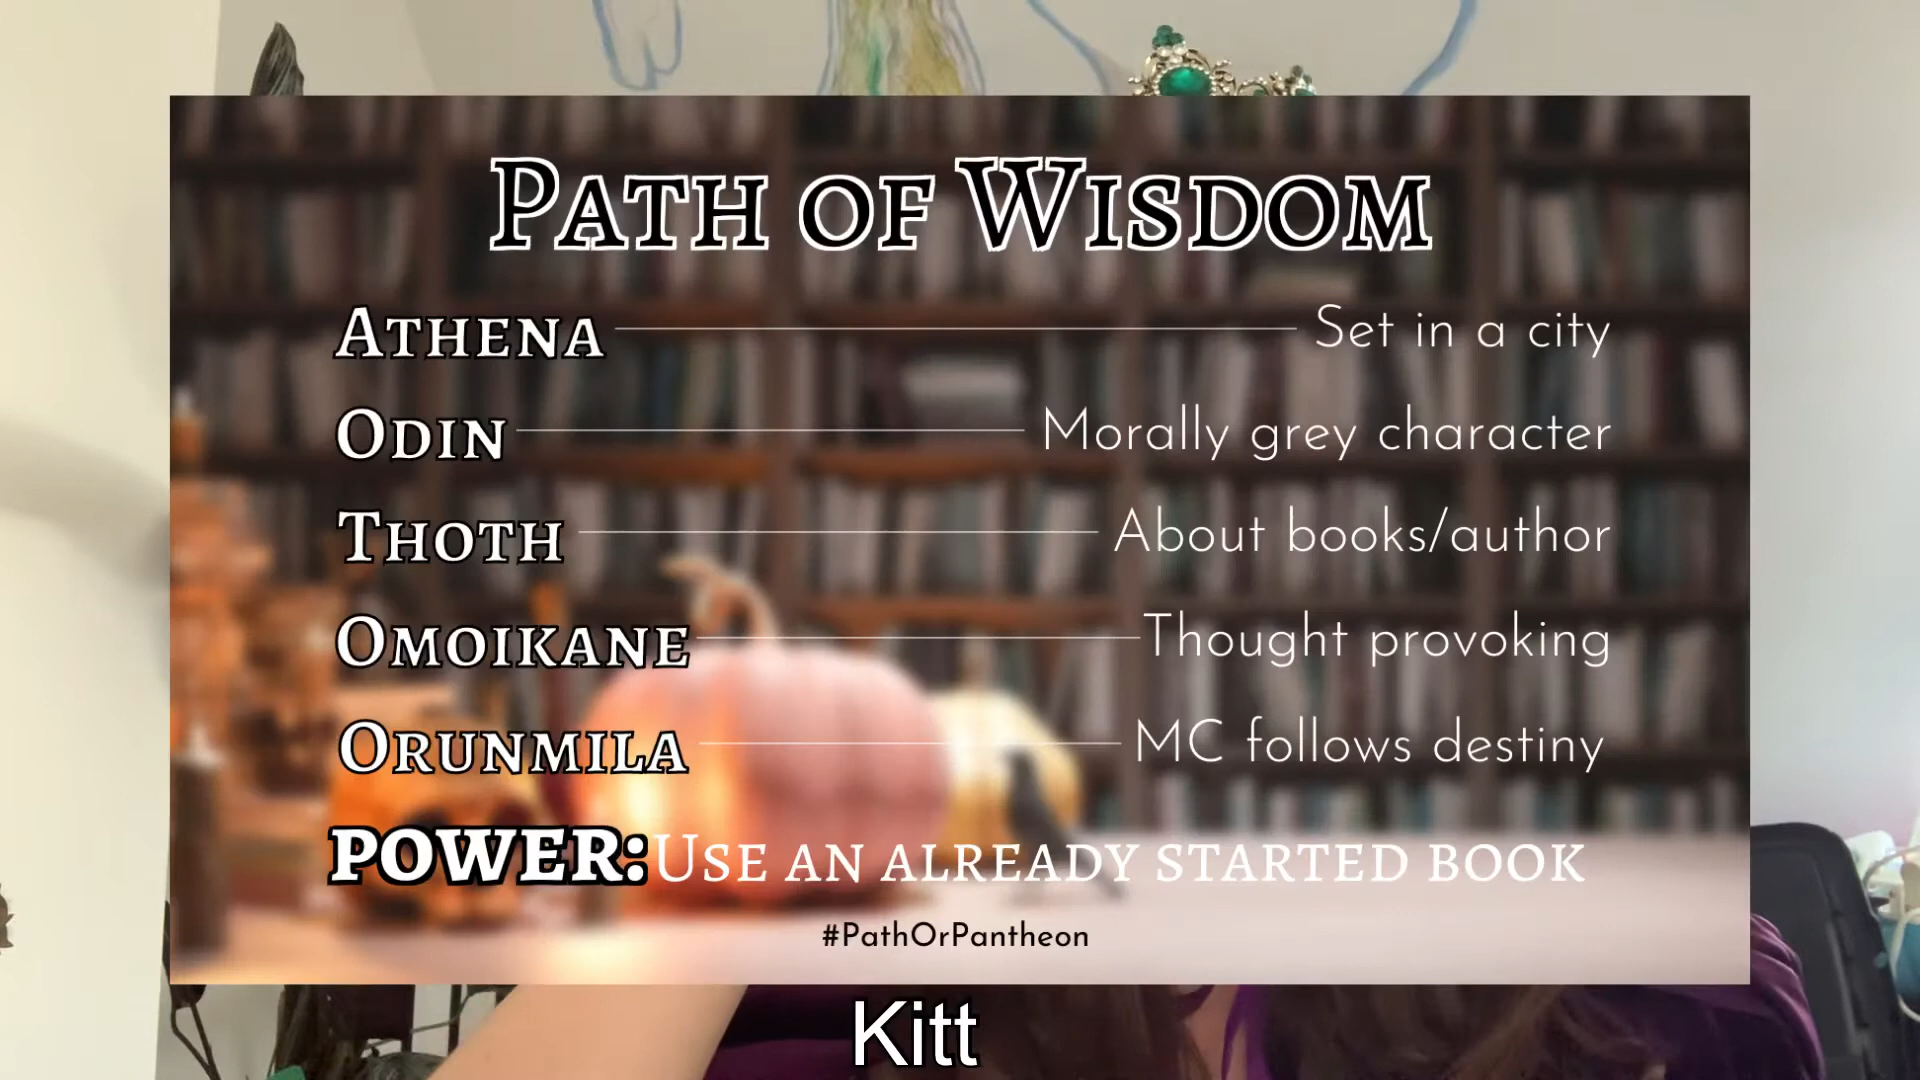 Path of Wisdom
Athena Set in a city
Odin Morally grey character
Thoth About books/author
Omoikane Thought provoking
Orunmila MC follows destiny
POWER: Use an already started book
#PathOrPantheon
Kitt